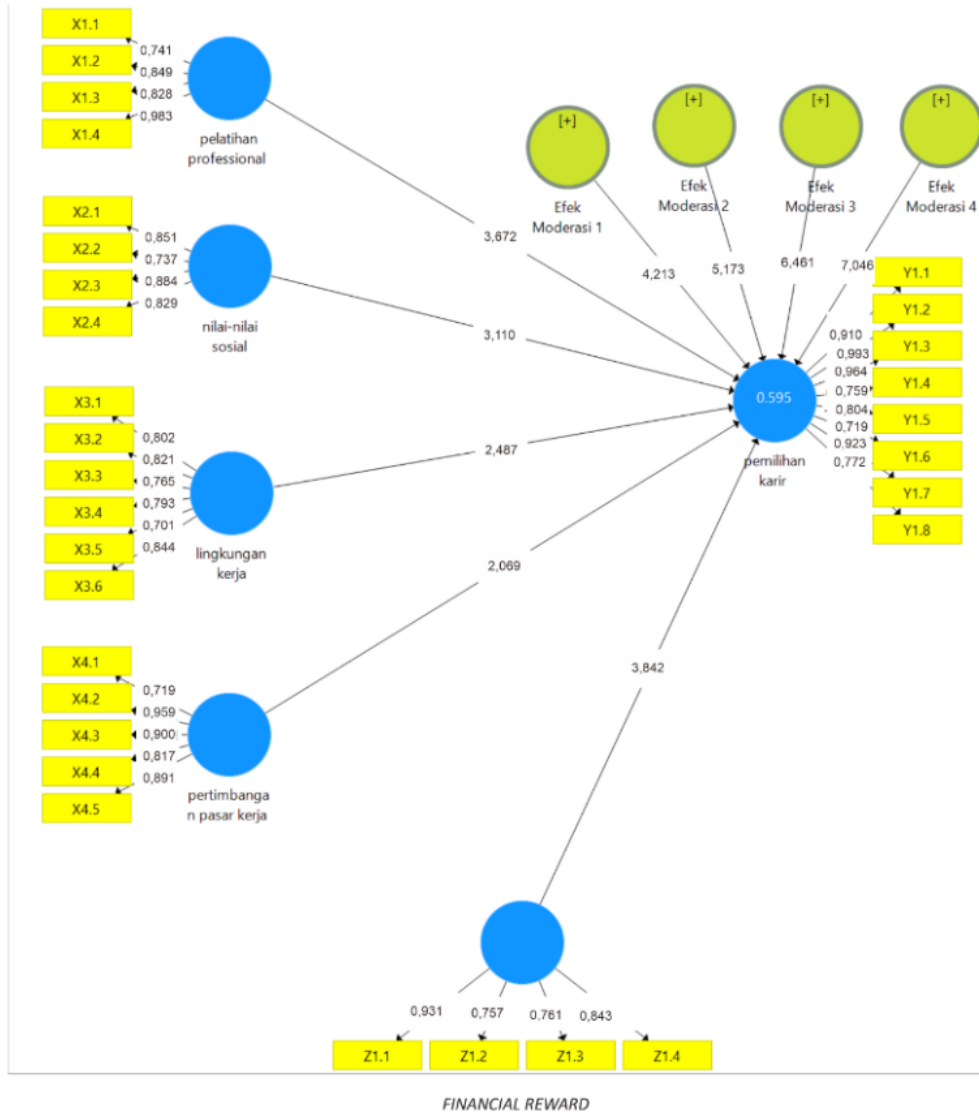 X1.1
X1.2
X1.3
X1.4
0,741
0,849
0,828
0,983
pelatihan
professional
X2.1
X2.2
X2.3
X2.4
0,851
0,737
0,884
0,829
nilai-nilai
sosial
X3.1
X3.2
X3.3
X3.4
X3.5
X3.6
0,802
0,821
0,765
0,793
0,701
0,844
lingkungan
kerja
X4.1
X4.2
X4.3
X4.4
X4.5
0,719
0,959
0,900
0,817
0,891
pertimbanga
n pasar kerja
[+]
Efek
Moderasi 1
[+]
Efek
Moderasi 2
[+]
Efek
Moderasi 3
[+]
Efek
Moderasi 4
3,672
3,110
2,487
2,069
3,842
4,213
5,173
6,461
7,046
0.595
pemilihan
karir
0,910
0,993
0,964
0,759
0,804
0,719
0,923
0,772
Y1.1
Y1.2
Y1.3
Y1.4
Y1.5
Y1.6
Y1.7
Y1.8
0,931
0,757
0,761
0,843
Z1.1
Z1.2
Z1.3
Z1.4
FINANCIAL REWARD